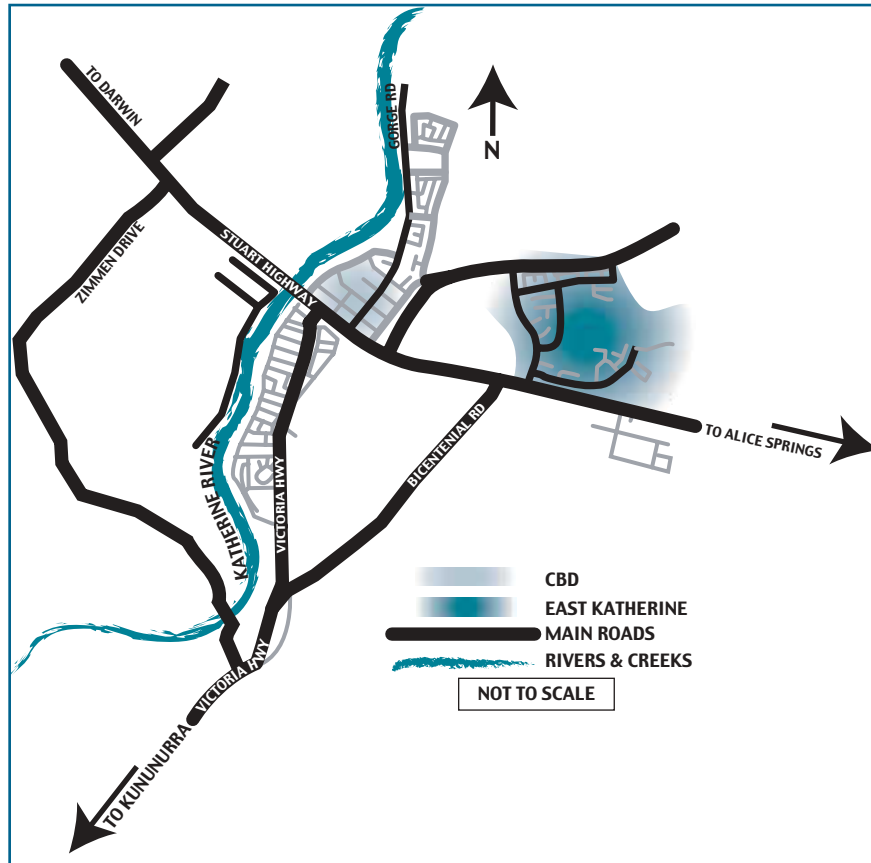 TO DARWIN
GORGE RD
N
ZIMMEN DRIVE
STUART HIGHWAY
KATHERINE RIVER
VICTORIA HWY
BICENTENIAL RD
TO ALICE SPRINGS
CBD
EAST KATHERINE
MAIN ROADS
RIVERS & CREEKS
NOT TO SCALE
VICTORIA HWY
TO KUNUNURRA